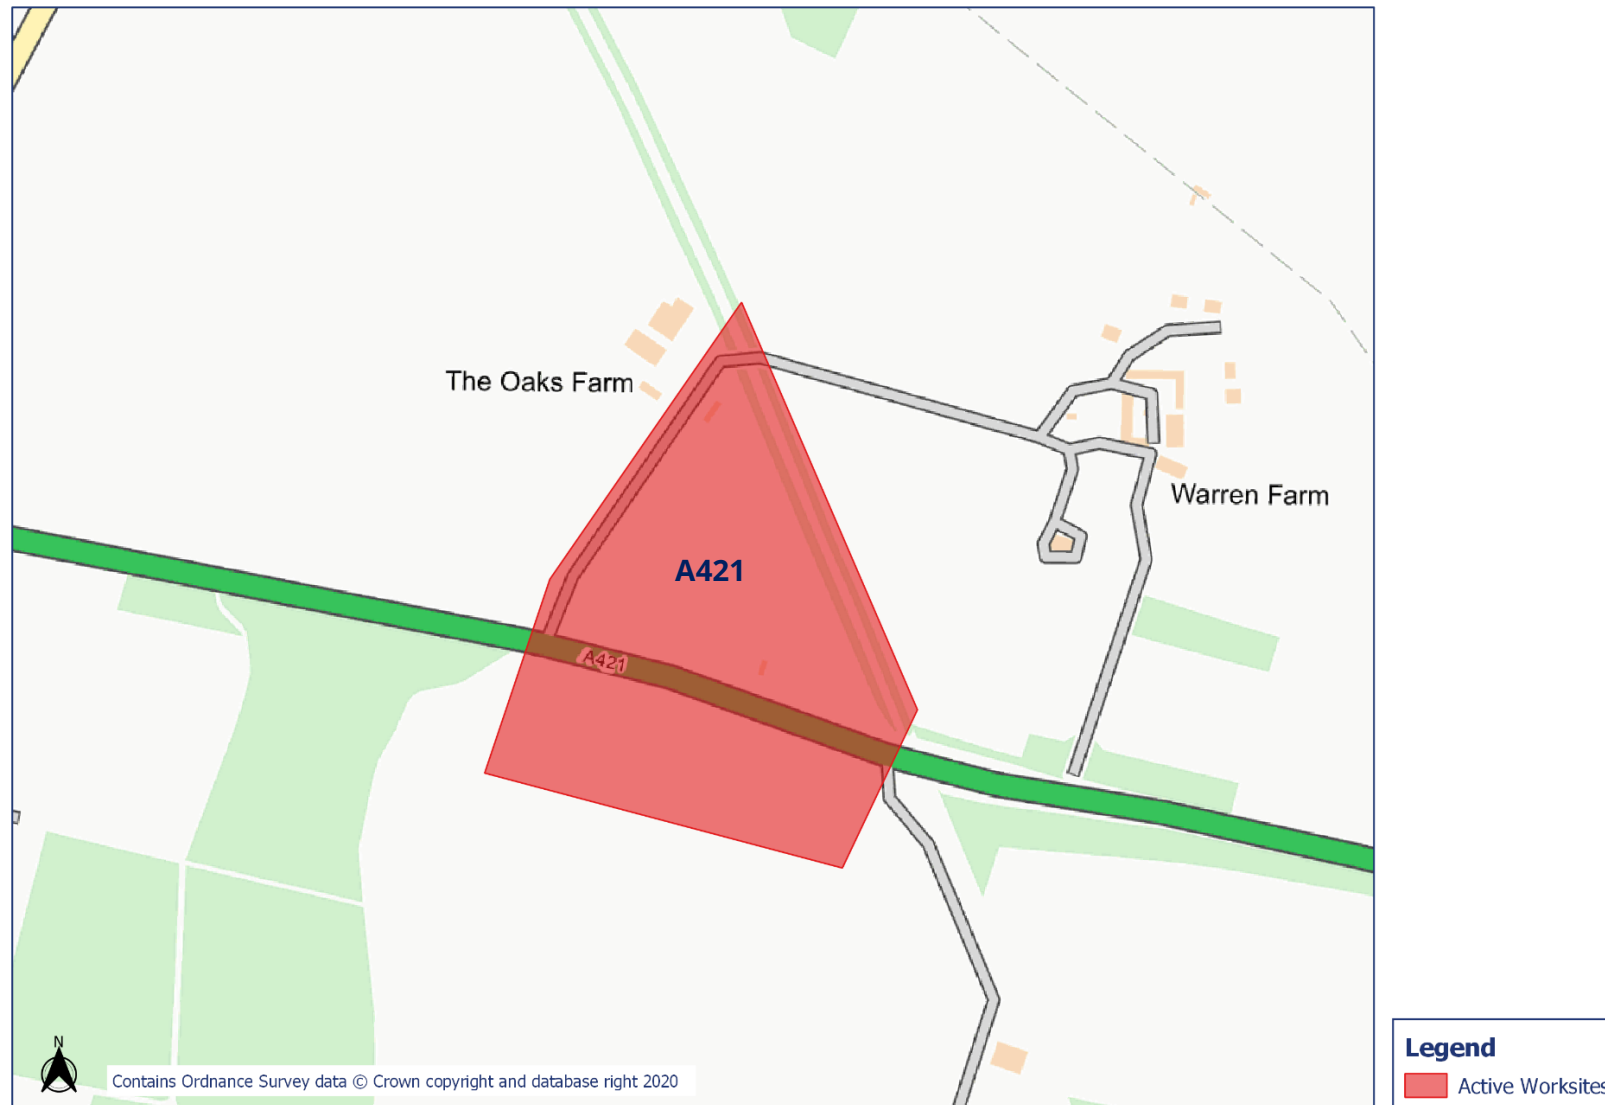 The Oaks Farm
Warren Farm
A421
A421
N
Contains Ordnance Survey data © Crown copyright and database right 2020
Legend
Active Worksites